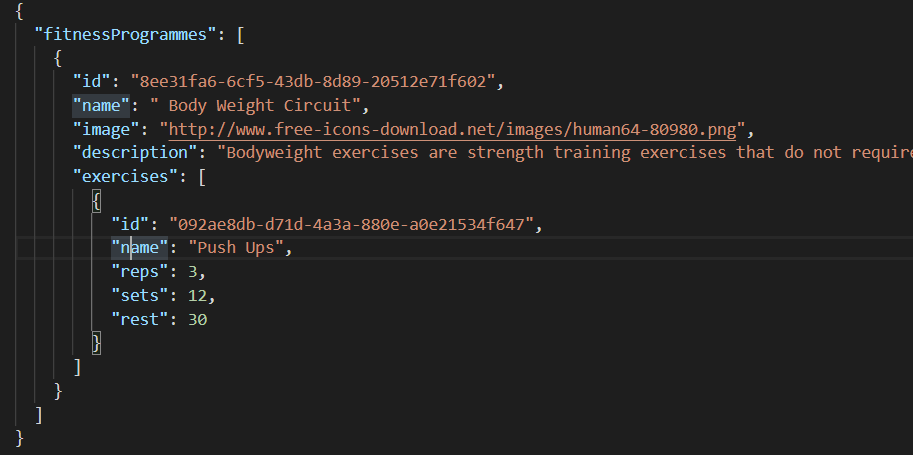 {
"fitnessProgrammes": [
{
"id": "8ee31fa6-6cf5-43db-8d89-20512e71f602",
"name": " Body Weight Circuit",
"image": "http://www.free-icons-download.net/images/human64-80980.png",
"description": "Bodyweight exercises are strength training exercises that do not require
"exercises": [
{
"id": "092ae8db-d71d-4a3a-880e-a0e21534f647",
"name": "Push Ups",
"reps": 3,
"sets": 12,
"rest": 30
}
]
}
]
}